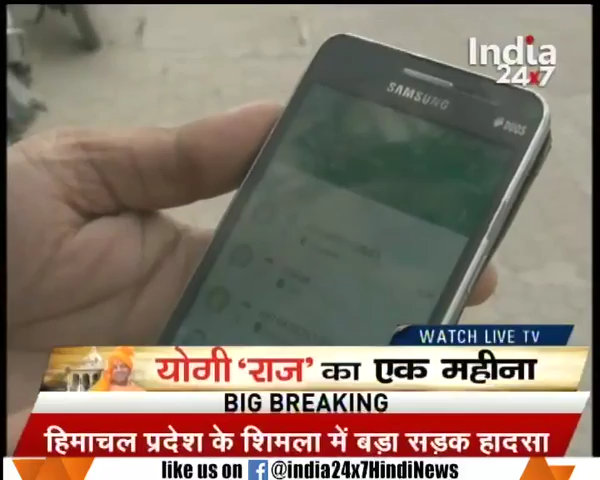 India
24x7
SAMSUNG
DUOS
WATCH LIVE TV
योगी ‘राज’ का एक महीना
BIG BREAKING
हिमाचल प्रदेश के शिमला में बड़ा सड़क हादसा
like us on f @india24x7HindiNews